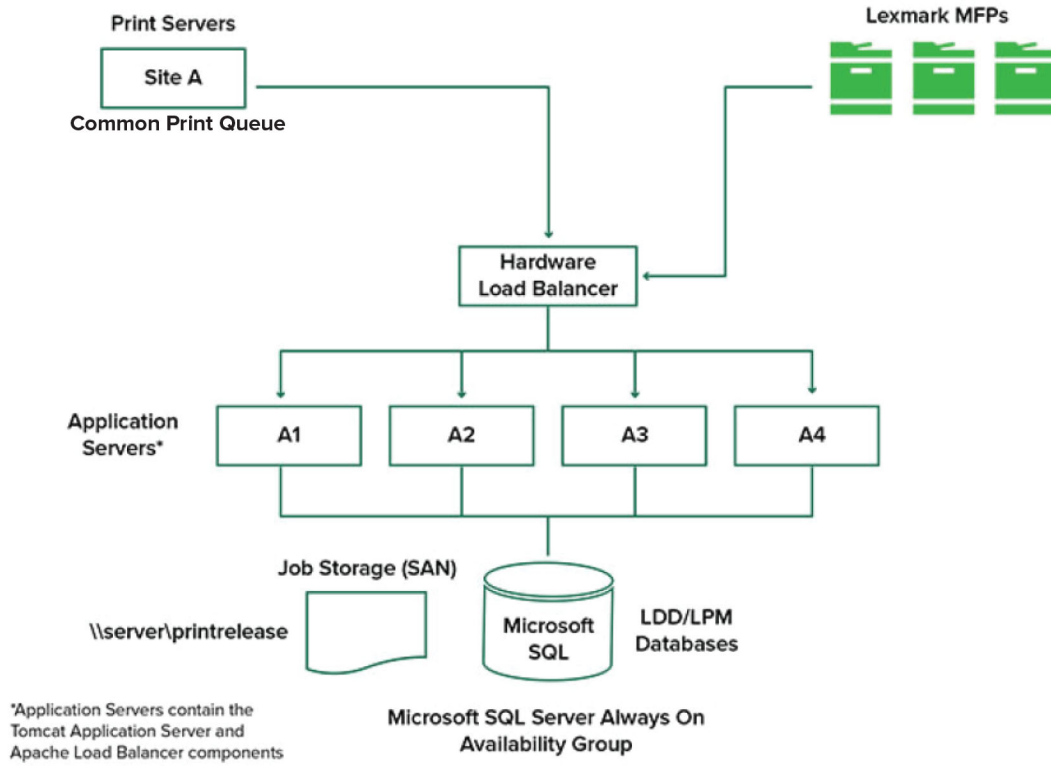 Print Servers
Lexmark MFPs
Site A
Common Print Queue
Hardware
Load Balancer
Application
Servers*
A1
A2
A3
A4
Job Storage (SAN)
\\server\printrelease
Microsoft
SQL
LDD/LPM
Databases
*Application Servers contain the
Tomcat Application Server and
Apache Load Balancer components
Microsoft SQL Server Always On
Availability Group